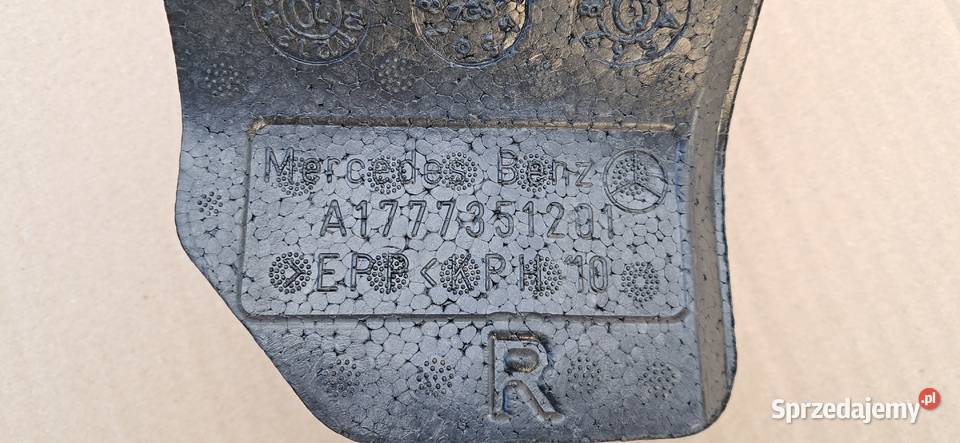 Mercedes Benz
A1777351201
>EPP< KPH 10
R
Sprzedajemy.pl